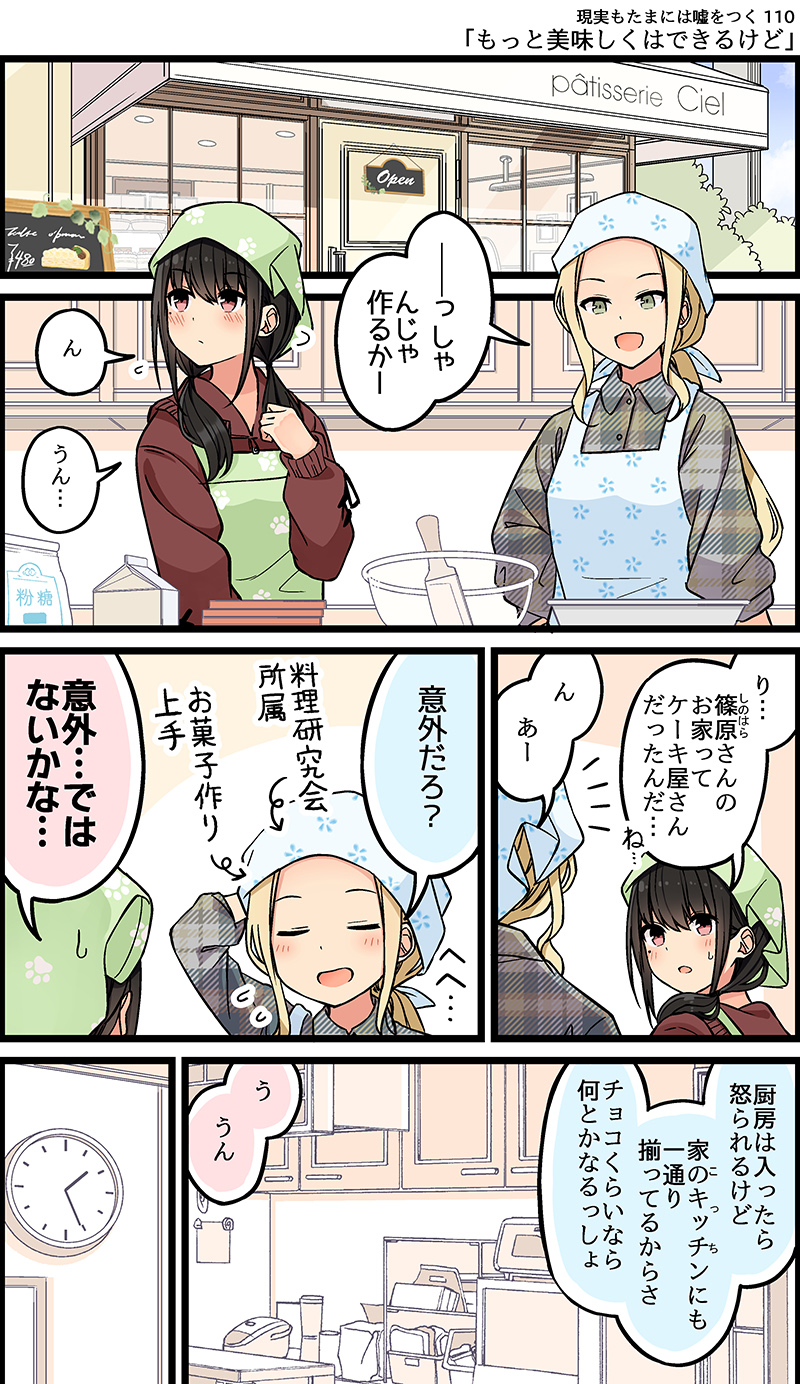 現実もたまには嘘をつく 110
「もっと美味しくはできるけど」
pâtisserie Ciel
Open
¥480
―っしゃ
んじゃ
作るかー
ん
うん…
粉糖
り…
篠原さんの
しのはら
お家って
ケーキ屋さん
だったんだ…
ね…
ん
あー
意外だろ?
料理研究会
所属
お菓子作り
上手
へへ…
意外…では
ないかな…
厨房は入ったら
怒られるけど
家のキッチンにも
こっち
一通り
揃ってるからさ
チョコくらいなら
何とかなるっしょ
う
うん